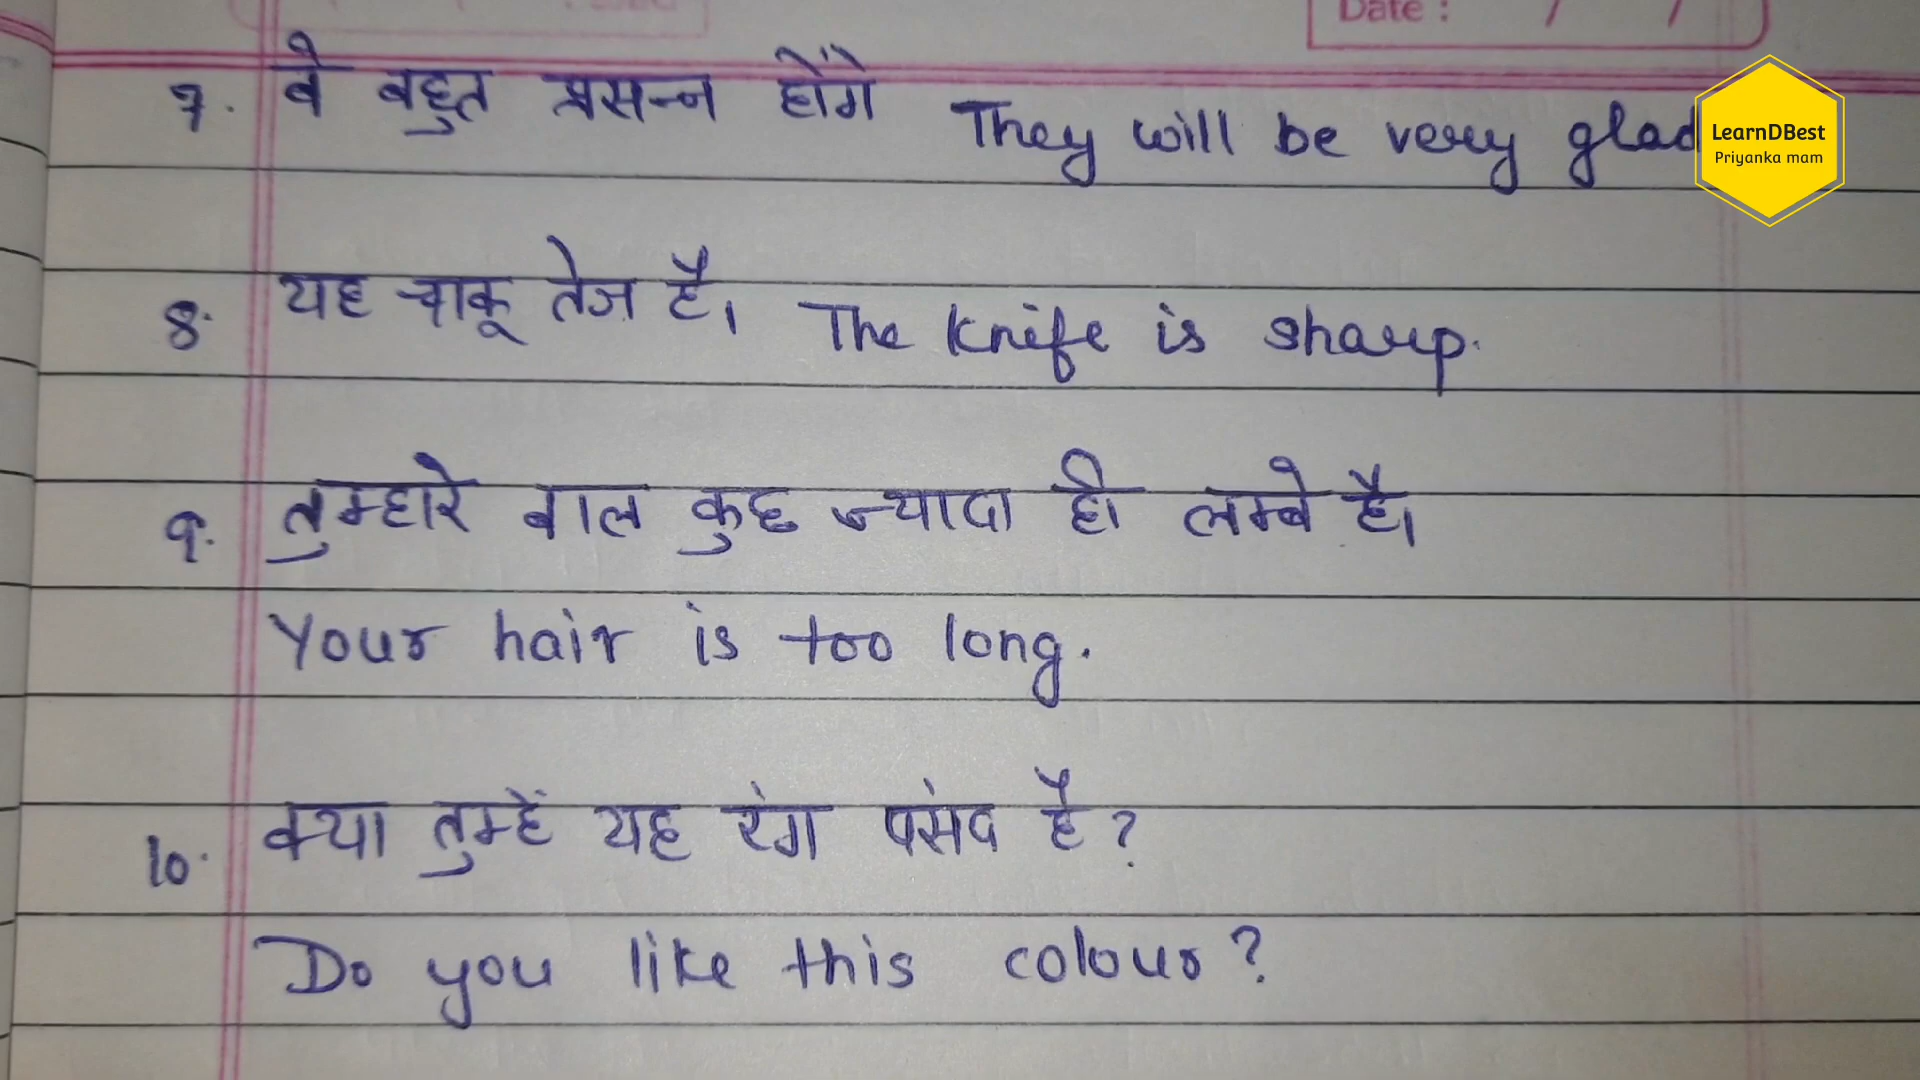 Date : / /
7. वे बहुत प्रसन्न होंगे They will be very glad
LearnDBest
Priyanka mam
8. यह चाकू तेज है। The knife is sharp.
9. तुम्हारे बाल कुछ ज्यादा ही लम्बे है।
Your hair is too long.
10. क्या तुम्हें यह रंग पसंद है?
Do you like this colour?